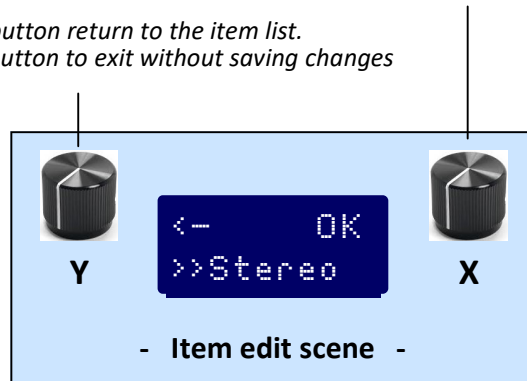 button return to the item list.
button to exit without saving changes
<— OK
Y >>Stereo X
- Item edit scene -